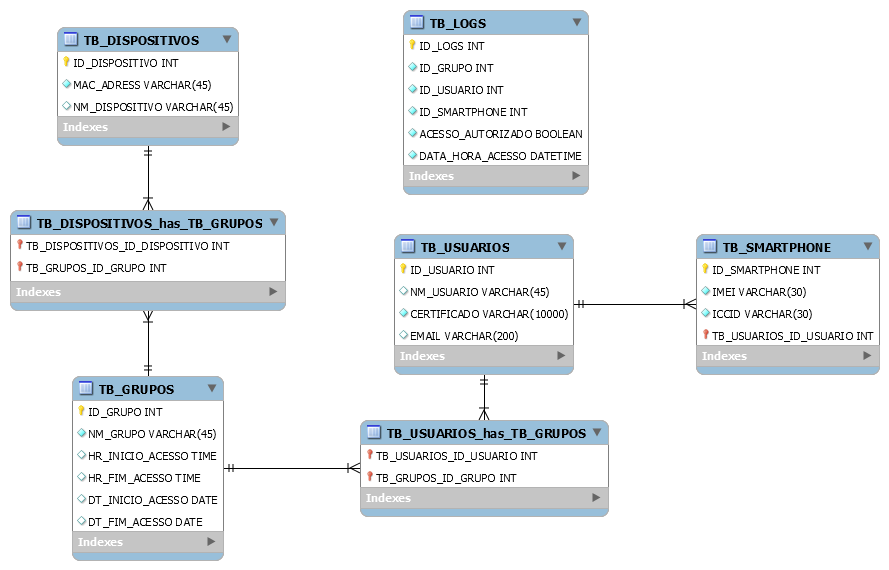 TB_DISPOSITIVOS
ID_DISPOSITIVO INT
MAC_ADRESS VARCHAR(45)
NM_DISPOSITIVO VARCHAR(45)
Indexes
TB_LOGS
ID_LOGS INT
ID_GRUPO INT
ID_USUARIO INT
ID_SMARTPHONE INT
ACESSO_AUTORIZADO BOOLEAN
DATA_HORA_ACESSO DATETIME
Indexes
TB_DISPOSITIVOS_has_TB_GRUPOS
TB_DISPOSITIVOS_ID_DISPOSITIVO INT
TB_GRUPOS_ID_GRUPO INT
Indexes
TB_USUARIOS
ID_USUARIO INT
NM_USUARIO VARCHAR(45)
CERTIFICADO VARCHAR(10000)
EMAIL VARCHAR(200)
Indexes
TB_SMARTPHONE
ID_SMARTPHONE INT
IMEI VARCHAR(30)
ICCID VARCHAR(30)
TB_USUARIOS_ID_USUARIO INT
Indexes
TB_GRUPOS
ID_GRUPO INT
NM_GRUPO VARCHAR(45)
HR_INICIO_ACESSO TIME
HR_FIM_ACESSO TIME
DT_INICIO_ACESSO DATE
DT_FIM_ACESSO DATE
Indexes
TB_USUARIOS_has_TB_GRUPOS
TB_USUARIOS_ID_USUARIO INT
TB_GRUPOS_ID_GRUPO INT
Indexes